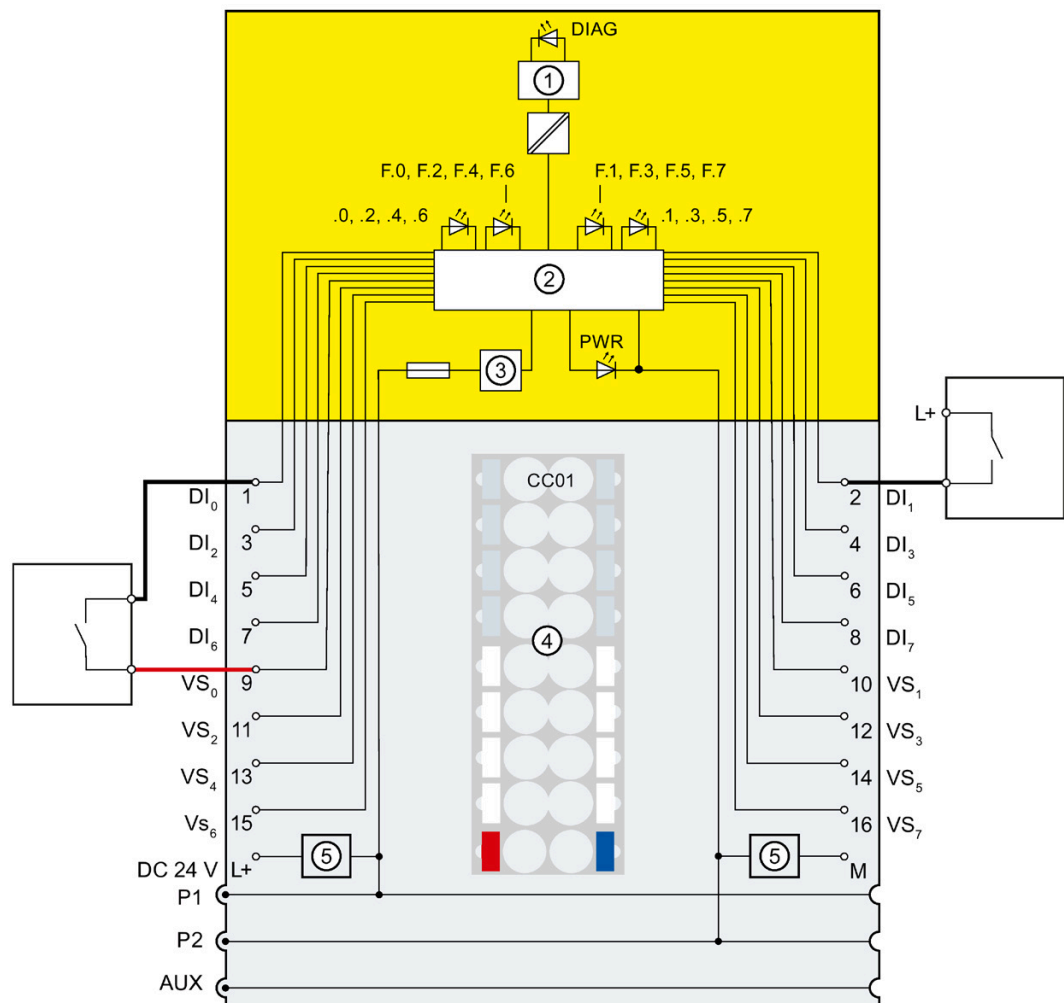 DIAG
①
F.0, F.2, F.4, F.6 F.1, F.3, F.5, F.7
.0, .2, .4, .6 .1, .3, .5, .7
②
PWR
③
L+
CC01
DI₀ 1 2 DI₁
DI₂ 3 4 DI₃
DI₄ 5 6 DI₅
DI₆ 7 8 DI₇
④
VS₀ 9 10 VS₁
VS₂ 11 12 VS₃
VS₄ 13 14 VS₅
Vs₆ 15 16 VS₇
⑤ ⑤
DC 24 V L+ M
P1
P2
AUX